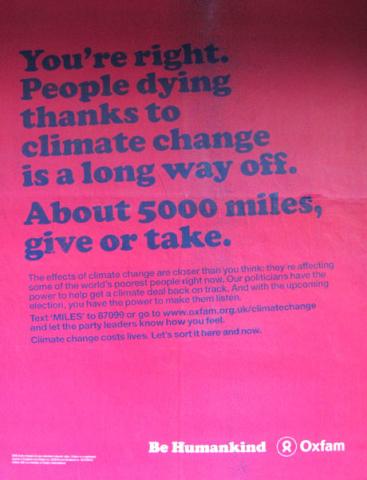 You're right.
People dying
thanks to
climate change
is a long way off.
About 5000 miles,
give or take.
The effects of climate change are closer than you think: they're affecting
some of the world's poorest people right now. Our politicians have the
power to help get a climate deal back on track. And with the upcoming
election, you have the power to make them listen.
Text 'MILES' to 87099 or go to www.oxfam.org.uk/climatechange
and let the party leaders know how you feel.
Climate change costs lives. Let's sort it here and now.
Be Humankind Oxfam